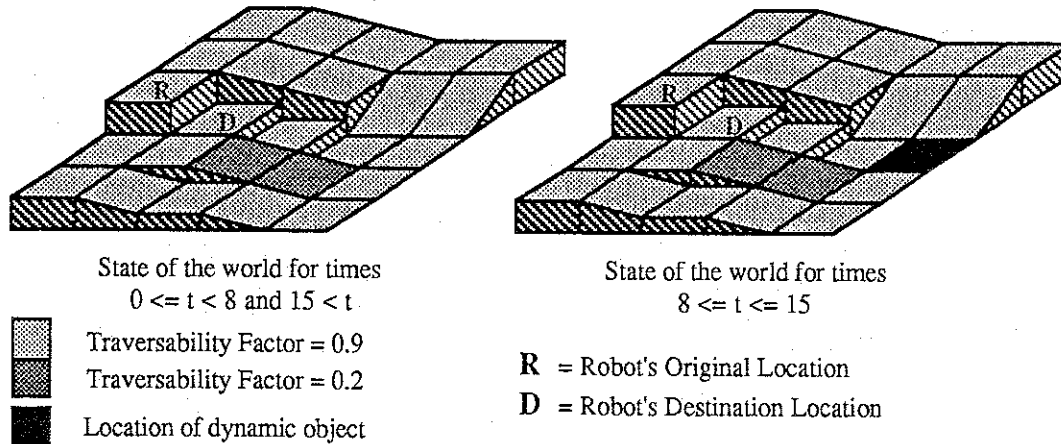 R
D
R
D
State of the world for times
0 <= t < 8 and 15 < t
State of the world for times
8 <= t <= 15
Traversability Factor = 0.9
Traversability Factor = 0.2
Location of dynamic object
R = Robot's Original Location
D = Robot's Destination Location